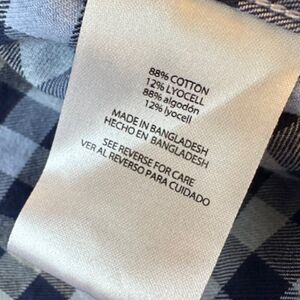 88% COTTON
12% LYOCELL
88% algodón
12% lyocell
MADE IN BANGLADESH
HECHO EN BANGLADESH
SEE REVERSE FOR CARE
VER AL REVERSO PARA CUIDADO